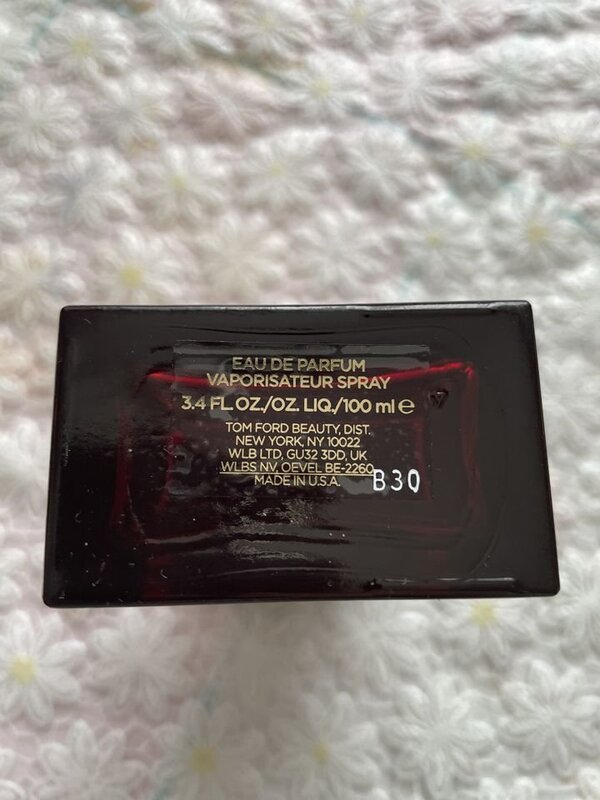 EAU DE PARFUM
VAPORISATEUR SPRAY
3.4 FL.OZ./OZ. LIQ./100 ml ℮
TOM FORD BEAUTY, DIST.
NEW YORK, NY 10022
WLB LTD, GU32 3DD, UK
WLBS NV, OEVEL BE-2260
MADE IN U.S.A.
B30